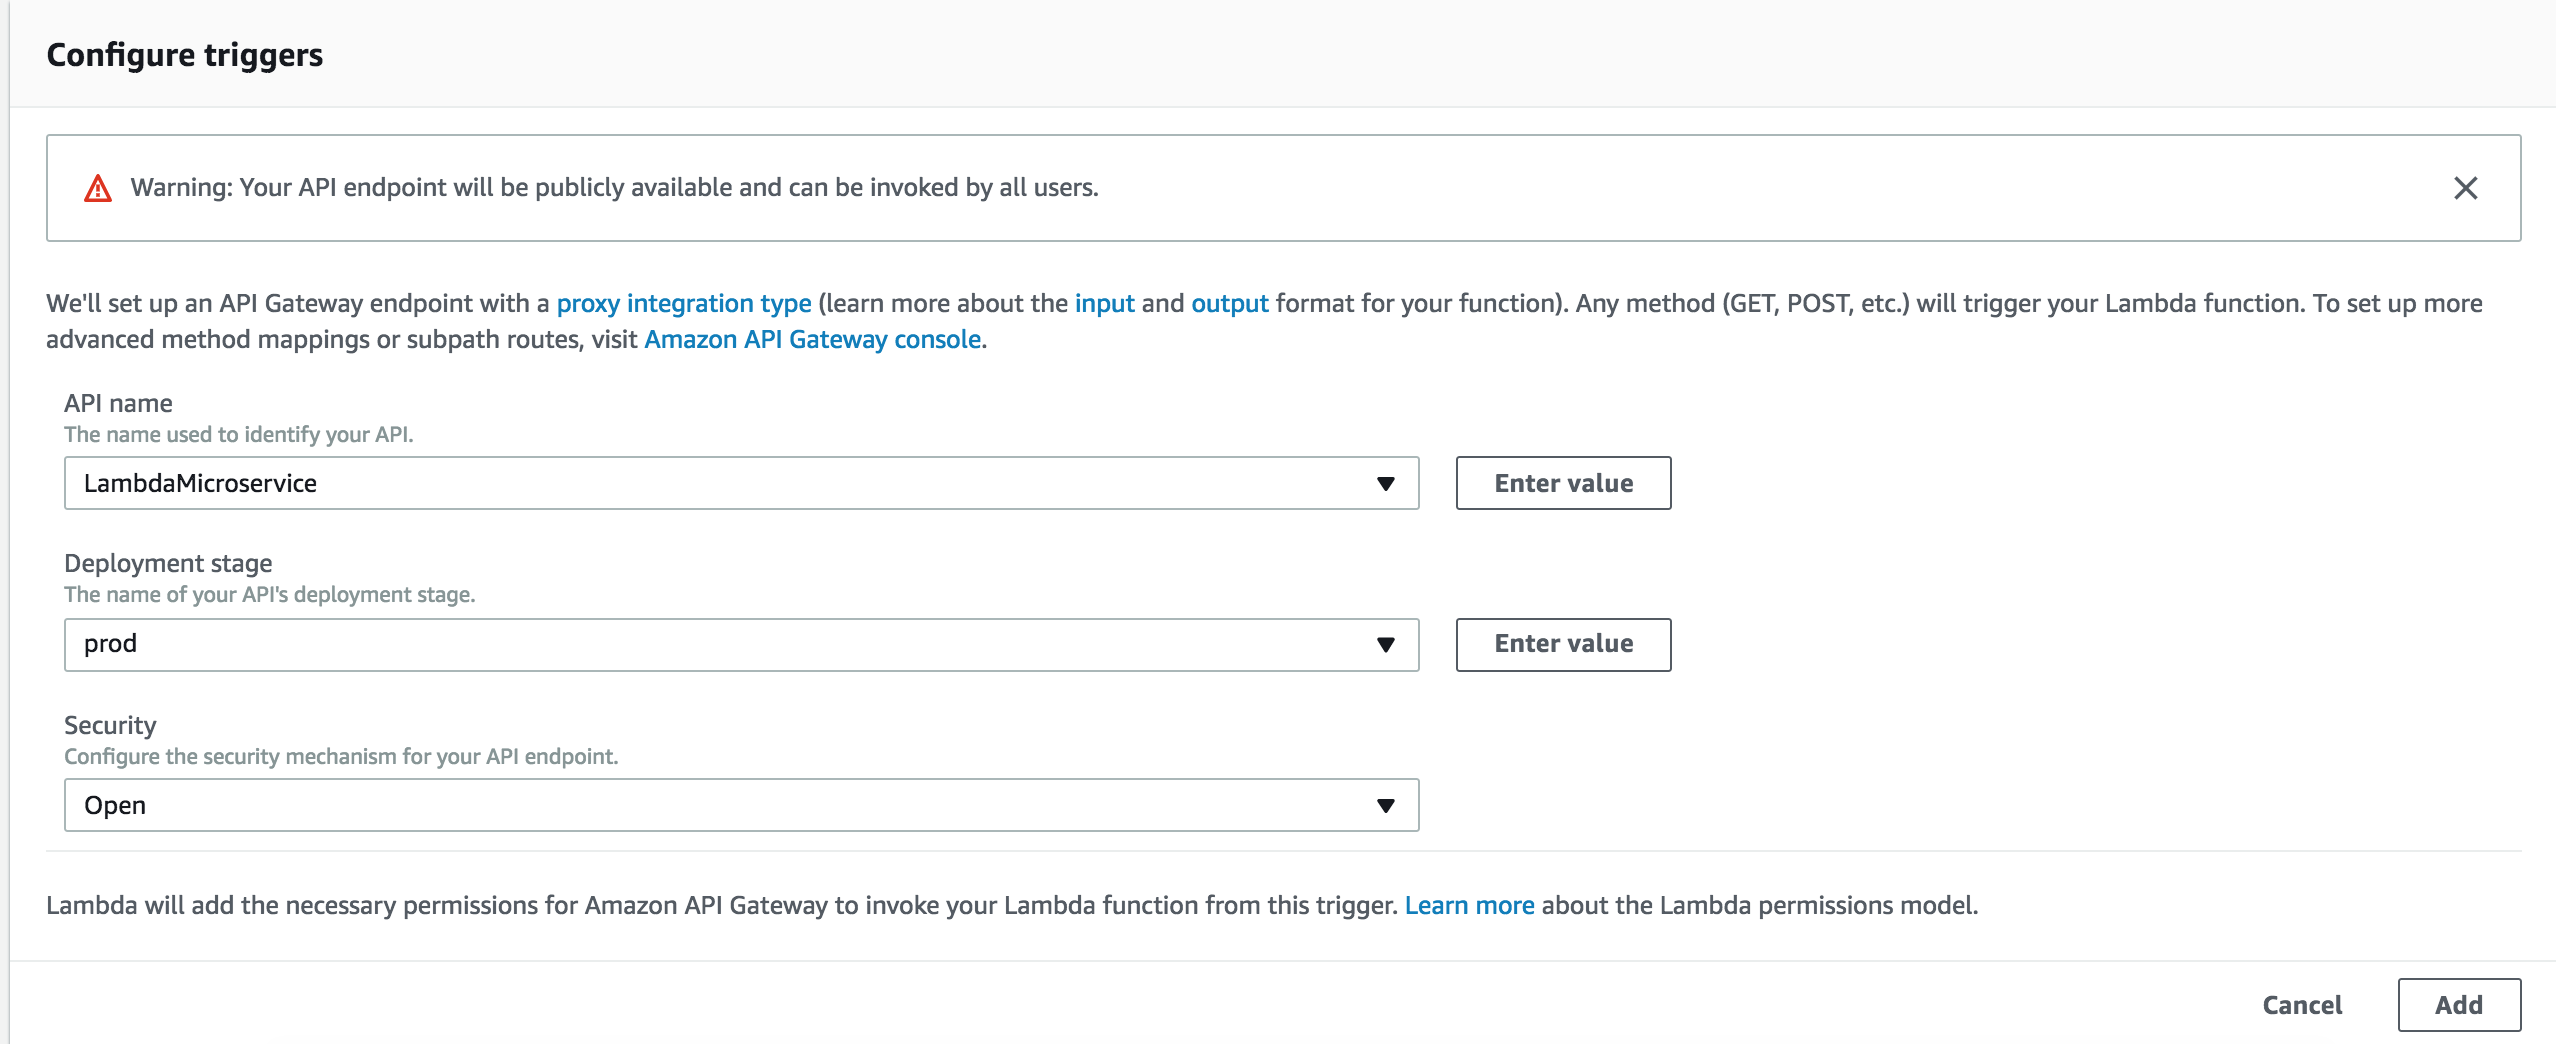 Configure triggers
Warning: Your API endpoint will be publicly available and can be invoked by all users.
We'll set up an API Gateway endpoint with a proxy integration type (learn more about the input and output format for your function). Any method (GET, POST, etc.) will trigger your Lambda function. To set up more
advanced method mappings or subpath routes, visit Amazon API Gateway console.
API name
The name used to identify your API.
LambdaMicroservice
Enter value
Deployment stage
The name of your API's deployment stage.
prod
Enter value
Security
Configure the security mechanism for your API endpoint.
Open
Lambda will add the necessary permissions for Amazon API Gateway to invoke your Lambda function from this trigger. Learn more about the Lambda permissions model.
Cancel
Add